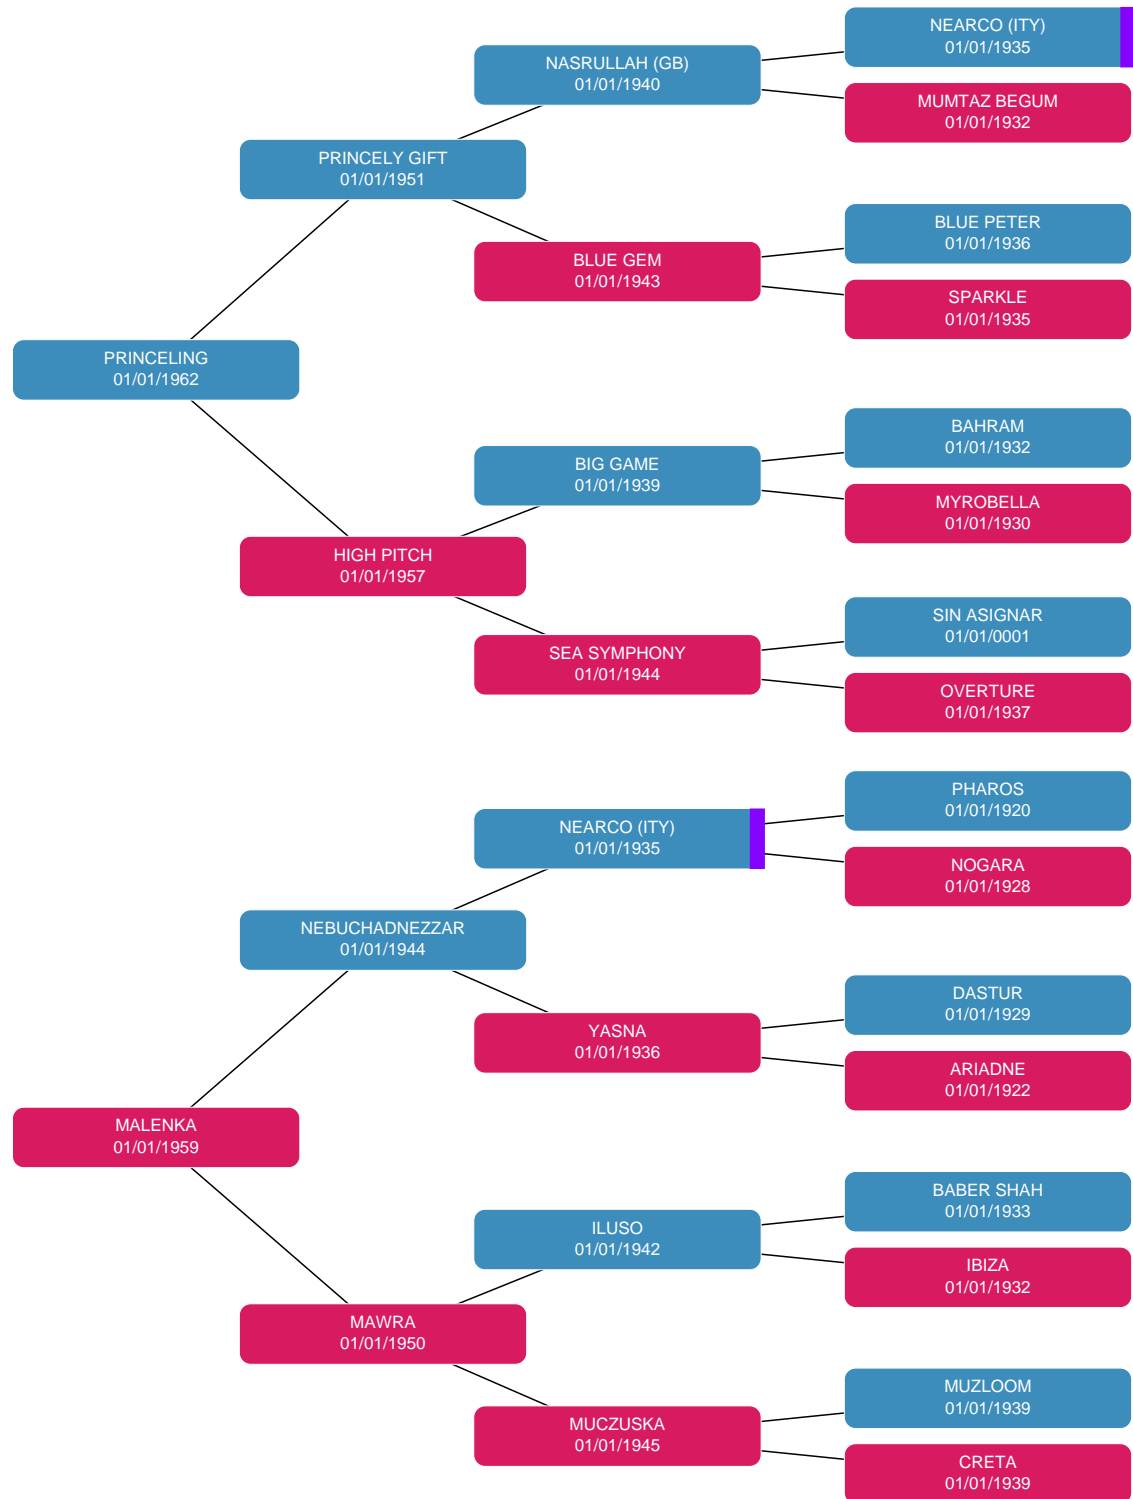 NEARCO (ITY)
01/01/1935
NASRULLAH (GB)
01/01/1940
MUMTAZ BEGUM
01/01/1932
PRINCELY GIFT
01/01/1951
BLUE PETER
01/01/1936
BLUE GEM
01/01/1943
SPARKLE
01/01/1935
PRINCELING
01/01/1962
BAHRAM
01/01/1932
BIG GAME
01/01/1939
MYROBELLA
01/01/1930
HIGH PITCH
01/01/1957
SIN ASIGNAR
01/01/0001
SEA SYMPHONY
01/01/1944
OVERTURE
01/01/1937
PHAROS
01/01/1920
NEARCO (ITY)
01/01/1935
NOGARA
01/01/1928
NEBUCHADNEZZAR
01/01/1944
DASTUR
01/01/1929
YASNA
01/01/1936
ARIADNE
01/01/1922
MALENKA
01/01/1959
BABER SHAH
01/01/1933
ILUSO
01/01/1942
IBIZA
01/01/1932
MAWRA
01/01/1950
MUZLOOM
01/01/1939
MUCZUSKA
01/01/1945
CRETA
01/01/1939